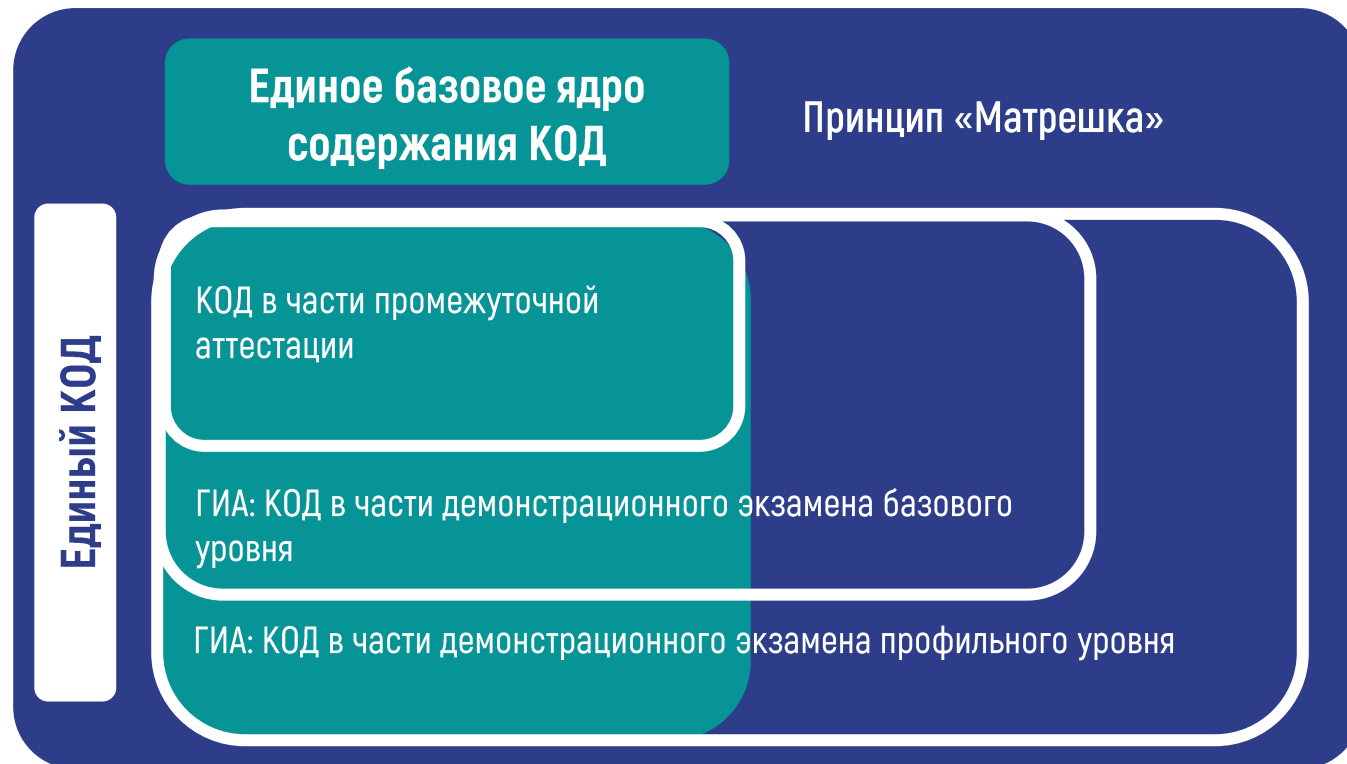 Единое базовое ядро
содержания КОД
Принцип «Матрешка»
Единый КОД
КОД в части промежуточной
аттестации
ГИА: КОД в части демонстрационного экзамена базового
уровня
ГИА: КОД в части демонстрационного экзамена профильного уровня